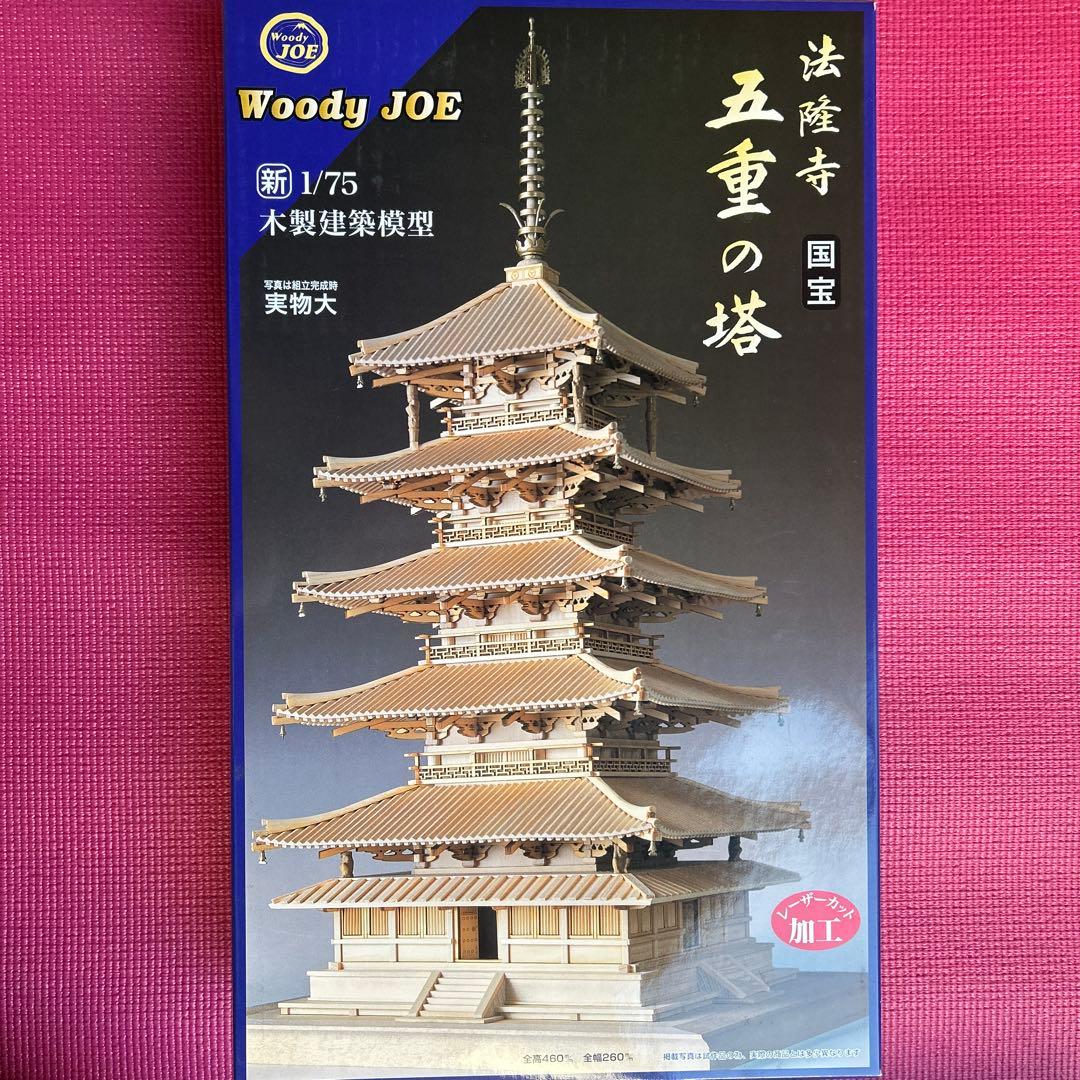 Woody
JOE
Woody JOE
新 1/75
木製建築模型
写真は組立完成時
実物大
法隆寺
五重の塔
国宝
レーザーカット
加工
全高460㎜ 全幅260㎜
掲載写真は試作品の為、実際の商品とは多少異なります